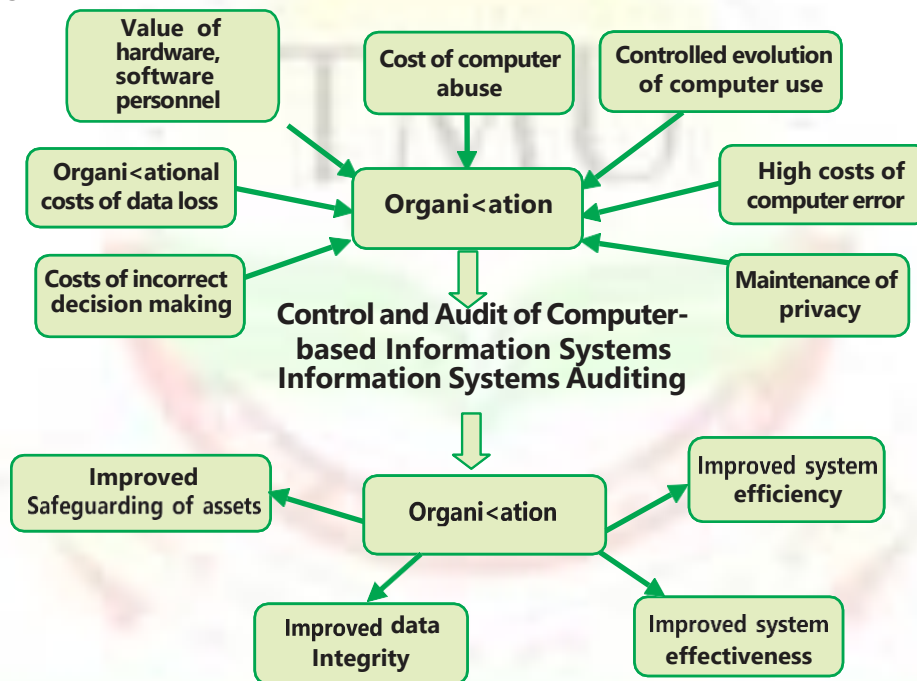 Value of
hardware,
software
personnel
Cost of computer
abuse
Controlled evolution
of computer use
Organi<ational
costs of data loss
Organi<ation
High costs of
computer error
Costs of incorrect
decision making
Maintenance of
privacy
Control and Audit of Computer-
based Information Systems
Information Systems Auditing
Improved
Safeguarding of assets
Organi<ation
Improved system
efficiency
Improved data
Integrity
Improved system
effectiveness
TMU